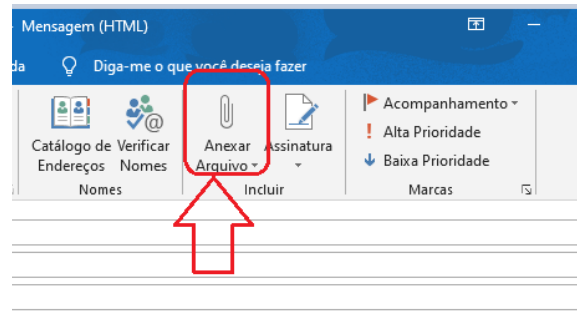 Mensagem (HTML)
da Diga-me o que você deseja fazer
Catálogo de Endereços
Verificar Nomes
Anexar Arquivo
Assinatura
Acompanhamento
Alta Prioridade
Baixa Prioridade
Nomes
Incluir
Marcas